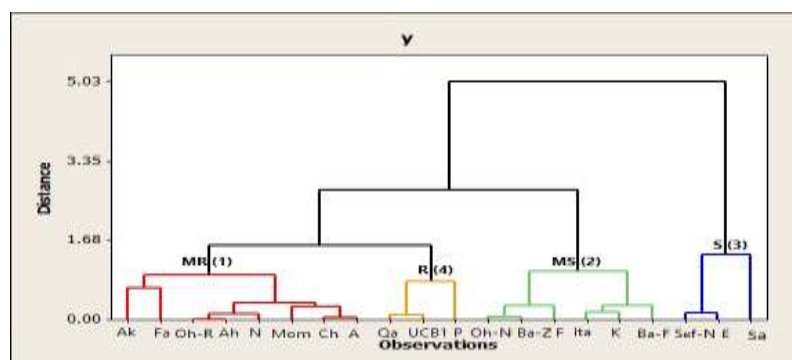 y
5.03
3.35
1.68
0.00
Distance
MR (1)
R (4)
MS (2)
S (3)
Ak Fa Oh-R Ah N Mom Ch A Qa UCB1 P Oh-N Ba-Z F Ita K Ba-F Sef-N E Sa
Observations